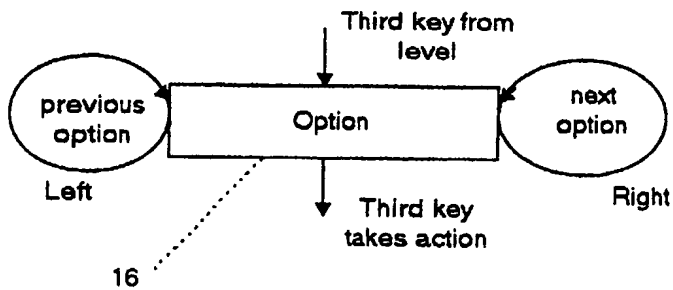 Third key from
level
previous
option
Option
next
option
Left
Right
Third key
takes action
16